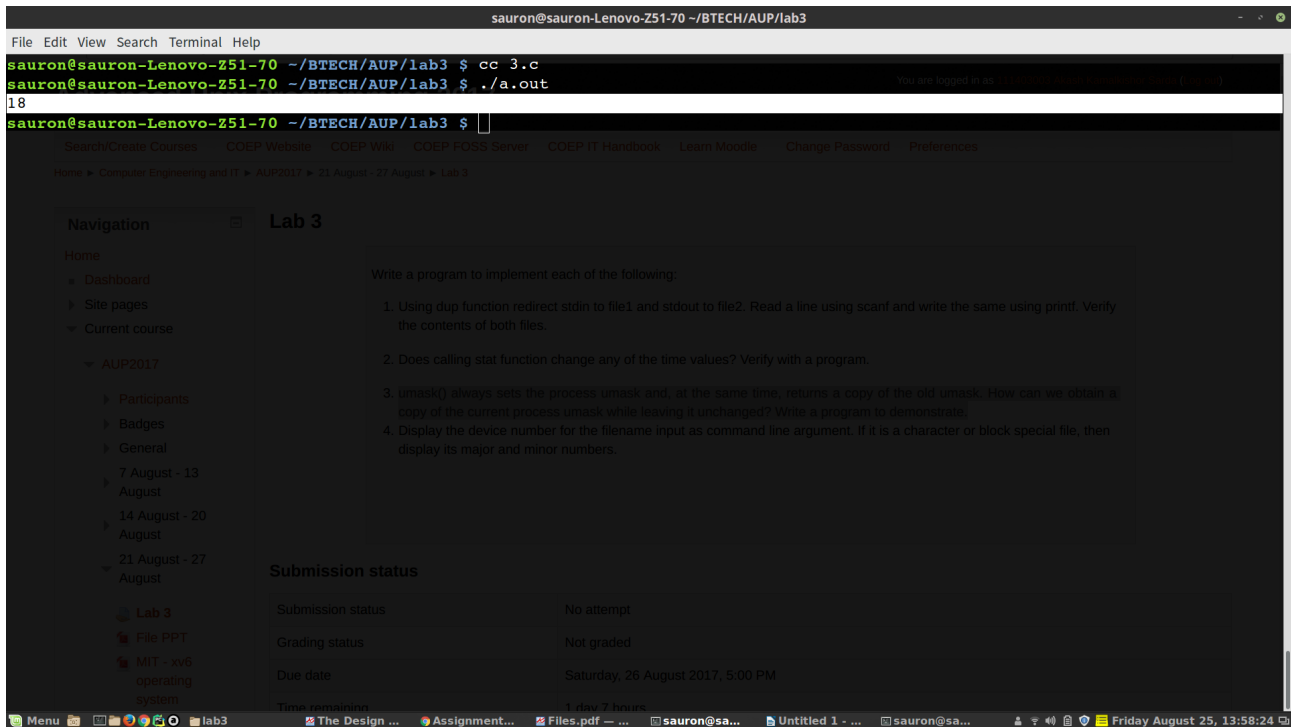 sauron@sauron-Lenovo-Z51-70 ~/BTECH/AUP/lab3
File Edit View Search Terminal Help
sauron@sauron-Lenovo-Z51-70 ~/BTECH/AUP/lab3 $ cc 3.c
sauron@sauron-Lenovo-Z51-70 ~/BTECH/AUP/lab3 $ ./a.out
You are logged in as
18
sauron@sauron-Lenovo-Z51-70 ~/BTECH/AUP/lab3 $
Search/Create Courses COEP Website COEP Wiki COEP FOSS Server COEP IT Handbook Learn Moodle Change Password Preferences
Home ► Computer Engineering and IT ► AUP2017 ► 21 August - 27 August ► Lab 3
Navigation
Home
Dashboard
Site pages
Current course
AUP2017
Participants
Badges
General
7 August - 13
August
14 August - 20
August
21 August - 27
August
Lab 3
File PPT
MIT - xv6
operating
system
Lab 3
Write a program to implement each of the following:
1. Using dup function redirect stdin to file1 and stdout to file2. Read a line using scanf and write the same using printf. Verify
the contents of both files.
2. Does calling stat function change any of the time values? Verify with a program.
3. umask() always sets the process umask and, at the same time, returns a copy of the old umask. How can we obtain a
copy of the current process umask while leaving it unchanged? Write a program to demonstrate.
4. Display the device number for the filename input as command line argument. If it is a character or block special file, then
display its major and minor numbers.
Submission status
Submission status No attempt
Grading status Not graded
Due date Saturday, 26 August 2017, 5:00 PM
Time remaining 1 day 7 hours
Menu lab3 The Design ... Assignment... Files.pdf — ... sauron@sa... Untitled 1 - ... sauron@sa... Friday August 25, 13:58:24